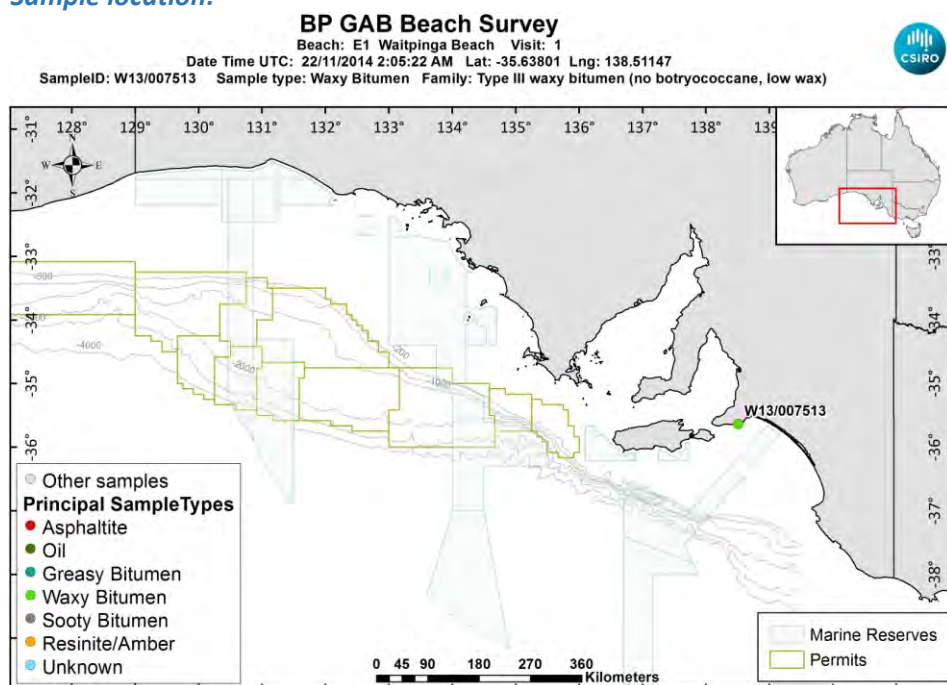 Sample location:
BP GAB Beach Survey
Beach: E1 Waitpinga Beach Visit: 1
Date Time UTC: 22/11/2014 2:05:22 AM Lat: -35.63801 Lng: 138.51147
SampleID: W13/007513 Sample type: Waxy Bitumen Family: Type III waxy bitumen (no botryococcane, low wax)
CSIRO
128° 129° 130° 131° 132° 133° 134° 135° 136° 137° 138° 139
-31°
-32°
-33°
-34°
-35°
-36°
-33°
-34°
-35°
-36°
-37°
-38°
N
W E
S
-4000
-2000
-200
-1000
W13/007513
Other samples
Principal SampleTypes
Asphaltite
Oil
Greasy Bitumen
Waxy Bitumen
Sooty Bitumen
Resinite/Amber
Unknown
0 45 90 180 270 360
Kilometers
Marine Reserves
Permits